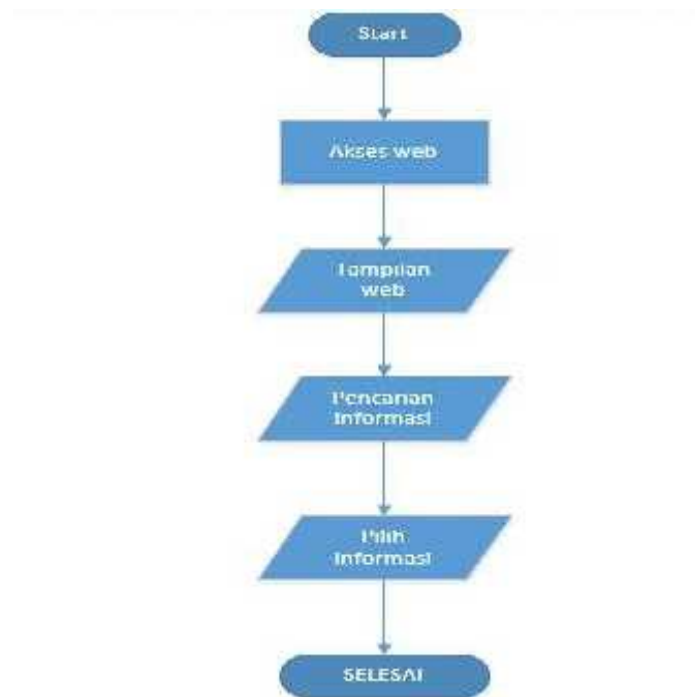 Start
Akses web
Tampilan
web
Pencarian
Informasi
Pilih
Informasi
SELESAI